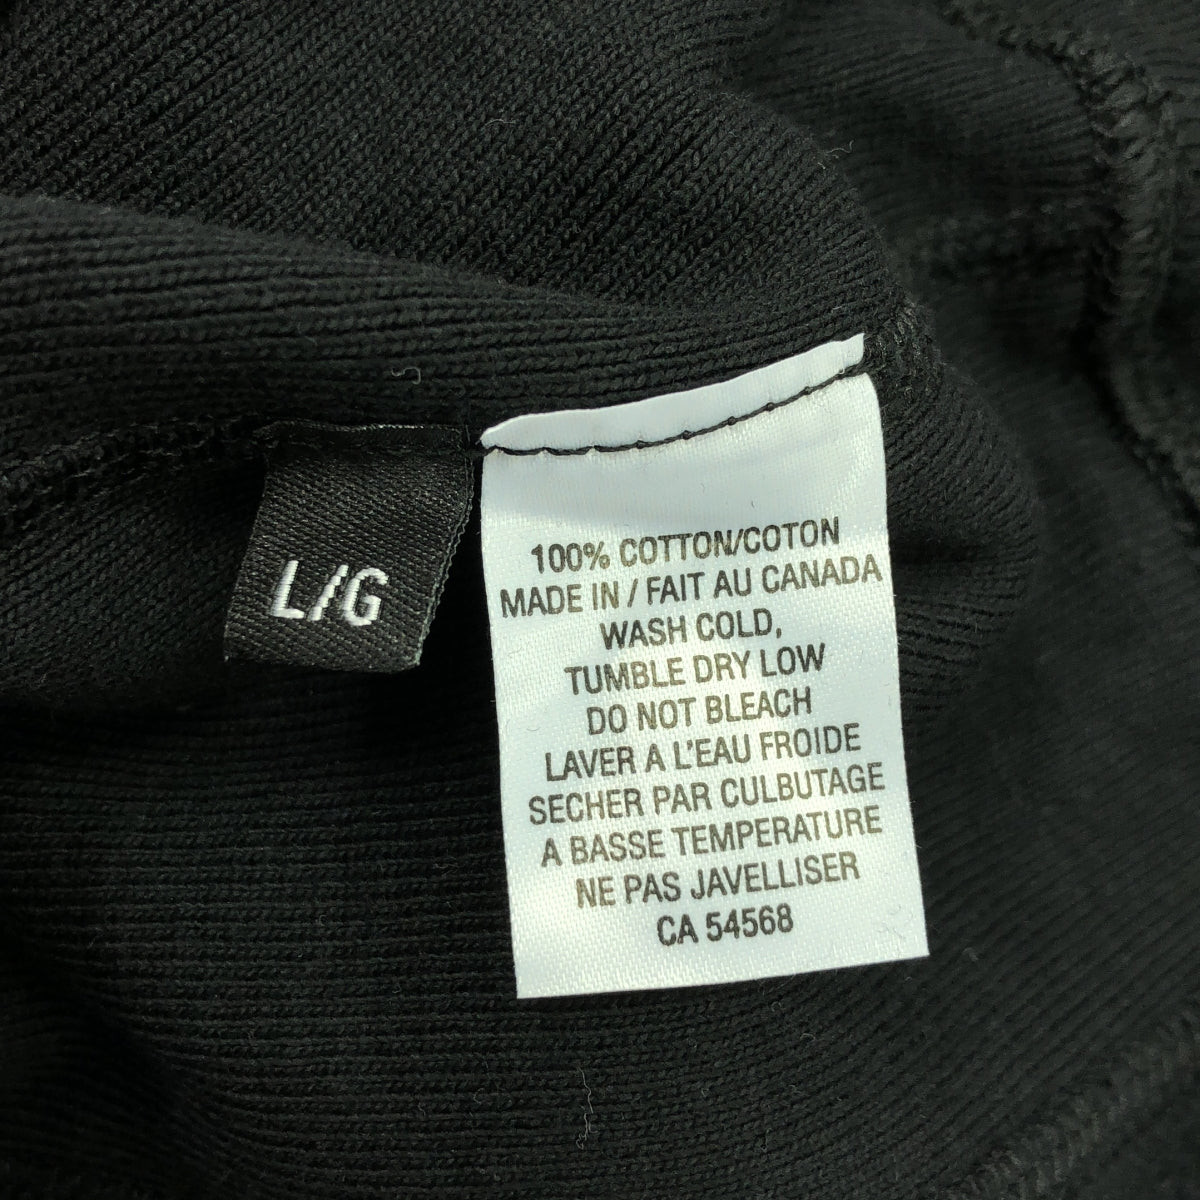 L/G
100% COTTON/COTON
MADE IN / FAIT AU CANADA
WASH COLD,
TUMBLE DRY LOW
DO NOT BLEACH
LAVER A L'EAU FROIDE
SECHER PAR CULBUTAGE
A BASSE TEMPERATURE
NE PAS JAVELLISER
CA 54568